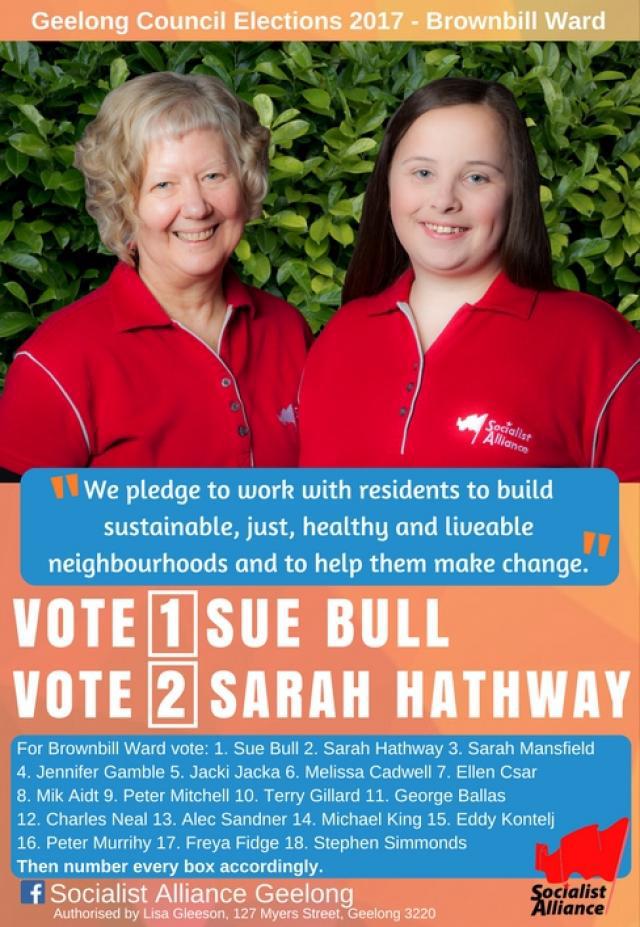 Geelong Council Elections 2017 - Brownbill Ward
Socialist
Alliance
"We pledge to work with residents to build
sustainable, just, healthy and liveable
neighbourhoods and to help them make change."
VOTE 1 SUE BULL
VOTE 2 SARAH HATHWAY
For Brownbill Ward vote: 1. Sue Bull 2. Sarah Hathway 3. Sarah Mansfield
4. Jennifer Gamble 5. Jacki Jacka 6. Melissa Cadwell 7. Ellen Csar
8. Mik Aidt 9. Peter Mitchell 10. Terry Gillard 11. George Ballas
12. Charles Neal 13. Alec Sandner 14. Michael King 15. Eddy Kontelj
16. Peter Murrihy 17. Freya Fidge 18. Stephen Simmonds
Then number every box accordingly.
f Socialist Alliance Geelong
Authorised by Lisa Gleeson, 127 Myers Street, Geelong 3220
Socialist
Alliance